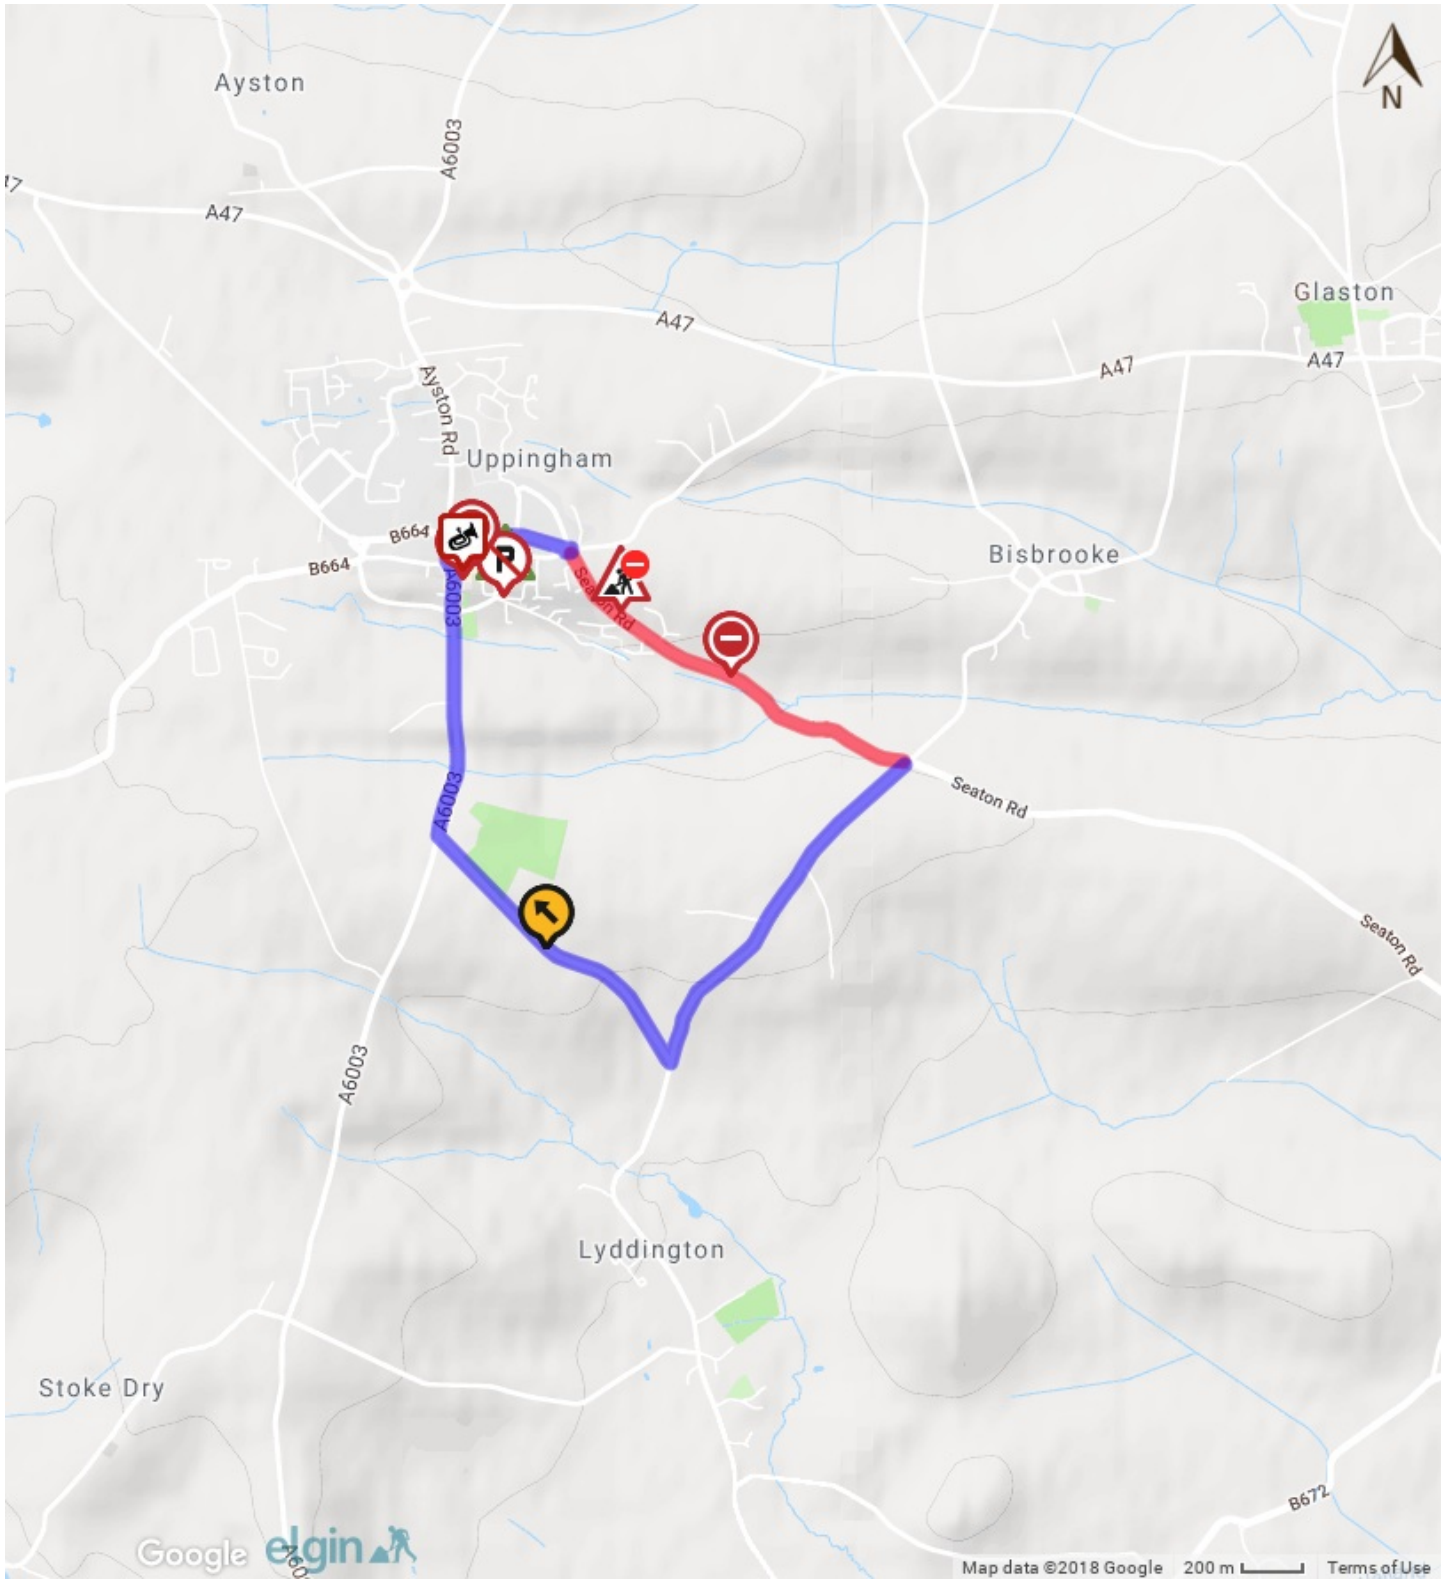 Ayston
N
A6003
47
A47
Glaston
A47
A47
A47
Ayston Rd
Uppingham
B664
B664
Bisbrooke
A6003
Seaton Rd
A6003
Seaton Rd
Seaton Rd
A6003
Lyddington
Stoke Dry
B672
Google elgin
Map data ©2018 Google 200 m Terms of Use